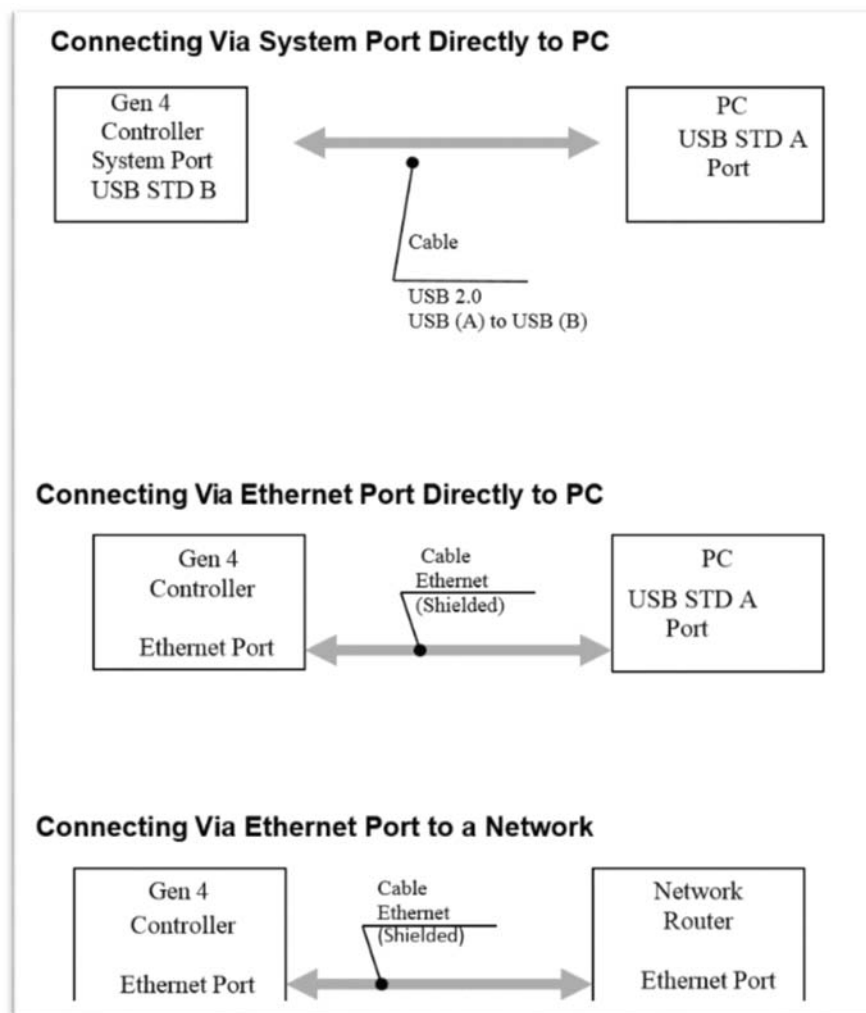 Connecting Via System Port Directly to PC
Gen 4
Controller
System Port
USB STD B
PC
USB STD A
Port
Cable
USB 2.0
USB (A) to USB (B)
Connecting Via Ethernet Port Directly to PC
Gen 4
Controller
Ethernet Port
Cable
Ethernet
(Shielded)
PC
USB STD A
Port
Connecting Via Ethernet Port to a Network
Gen 4
Controller
Ethernet Port
Cable
Ethernet
(Shielded)
Network
Router
Ethernet Port